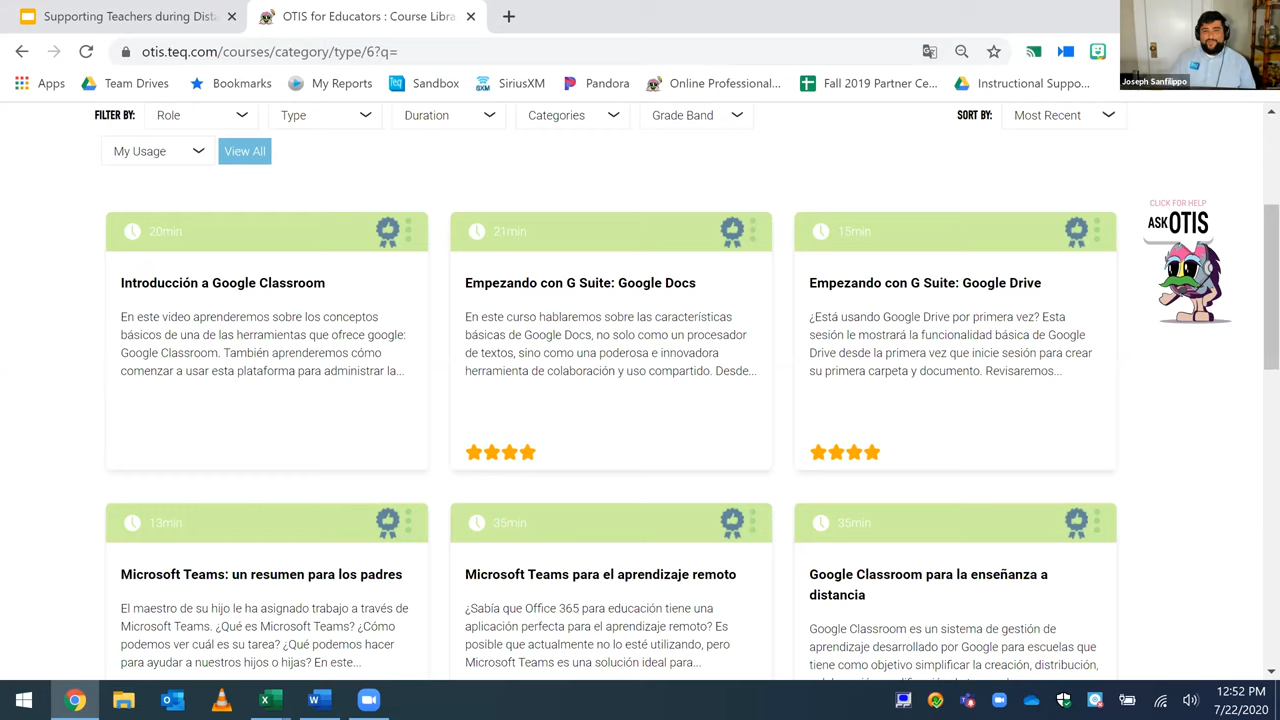 Supporting Teachers during Dist
OTIS for Educators : Course Libra
otis.teq.com/courses/category/type/6?q=
Joseph Sanfilippo
Apps
Team Drives
Bookmarks
My Reports
Sandbox
SiriusXM
Pandora
Online Professional...
Fall 2019 Partner Ce...
Instructional Suppo...
FILTER BY:
Role
Type
Duration
Categories
Grade Band
SORT BY:
Most Recent
My Usage
View All
CLICK FOR HELP
ASK OTIS
20min
Introducción a Google Classroom
En este video aprenderemos sobre los conceptos
básicos de una de las herramientas que ofrece google:
Google Classroom. También aprenderemos cómo
comenzar a usar esta plataforma para administrar la...
21min
Empezando con G Suite: Google Docs
En este curso hablaremos sobre las características
básicas de Google Docs, no solo como un procesador
de textos, sino como una poderosa e innovadora
herramienta de colaboración y uso compartido. Desde...
15min
Empezando con G Suite: Google Drive
¿Está usando Google Drive por primera vez? Esta
sesión le mostrará la funcionalidad básica de Google
Drive desde la primera vez que inicie sesión para crear
su primera carpeta y documento. Revisaremos...
13min
Microsoft Teams: un resumen para los padres
El maestro de su hijo le ha asignado trabajo a través de
Microsoft Teams. ¿Qué es Microsoft Teams? ¿Cómo
podemos ver cuál es su tarea? ¿Qué podemos hacer
para ayudar a nuestros hijos o hijas? En este...
35min
Microsoft Teams para el aprendizaje remoto
¿Sabía que Office 365 para educación tiene una
aplicación perfecta para el aprendizaje remoto? Es
posible que actualmente no lo esté utilizando, pero
Microsoft Teams es una solución ideal para...
35min
Google Classroom para la enseñanza a
distancia
Google Classroom es un sistema de gestión de
aprendizaje desarrollado por Google para escuelas que
tiene como objetivo simplificar la creación, distribución,
12:52 PM
7/22/2020